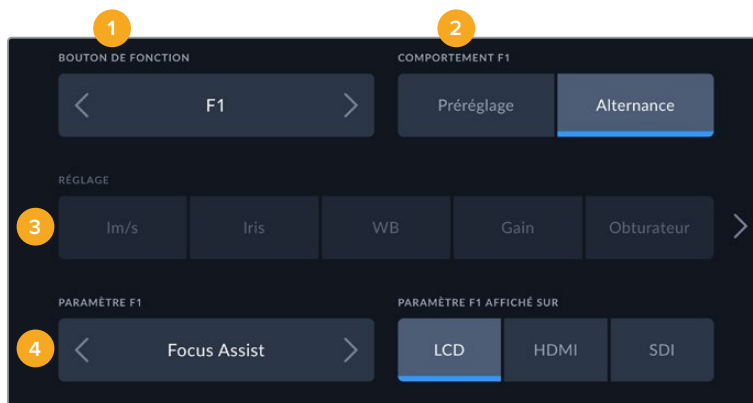 1
2
BOUTON DE FONCTION
COMPORTEMENT F1
F1
Préréglage
Alternance
RÉGLAGE
3
Im/s
Iris
WB
Gain
Obturateur
PARAMÈTRE F1
PARAMÈTRE F1 AFFICHÉ SUR
4
Focus Assist
LCD
HDMI
SDI